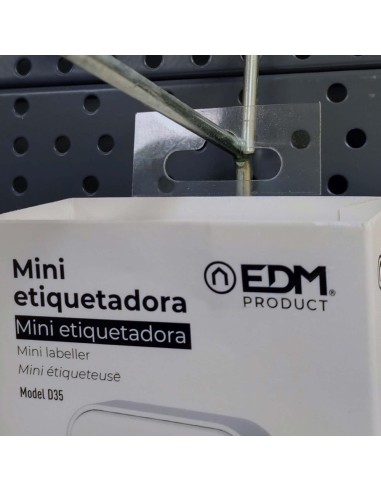 Mini
etiquetadora
Mini etiquetadora
Mini labeller
Mini étiqueteuse
Model D35
EDM®
PRODUCT